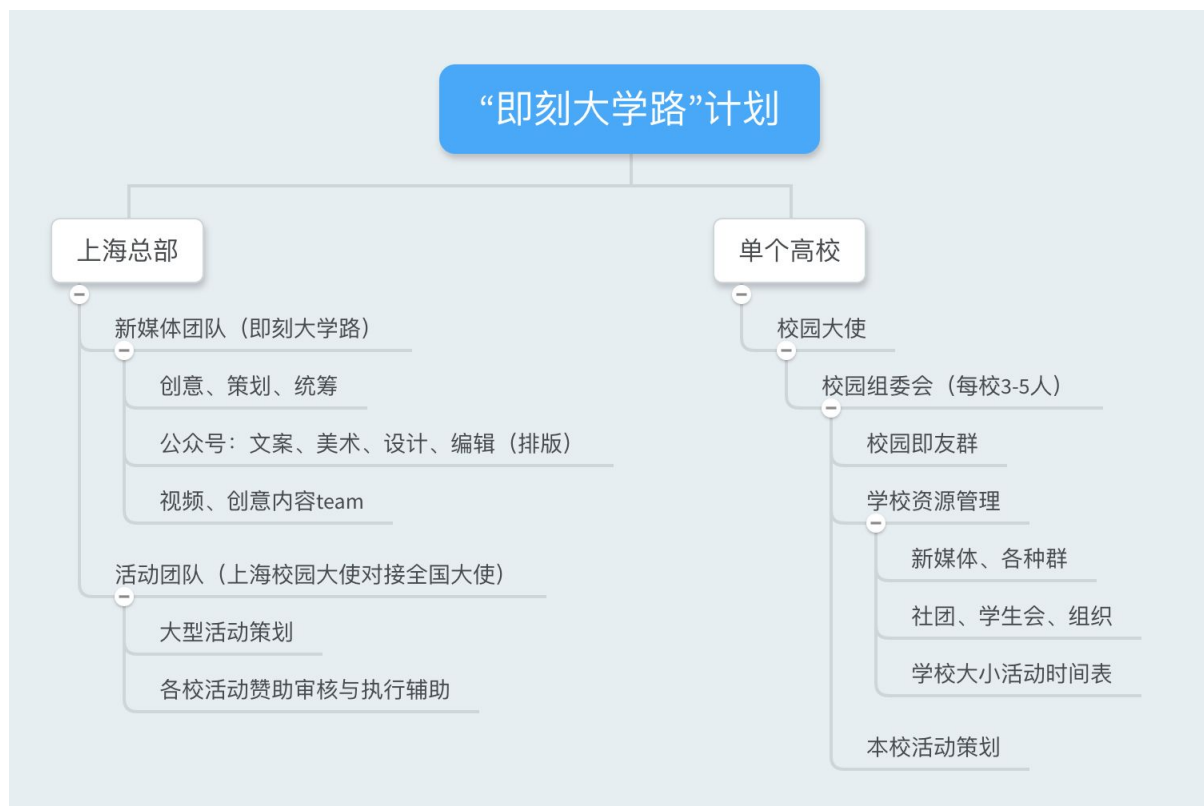 “即刻大学路”计划
上海总部
新媒体团队（即刻大学路）
创意、策划、统筹
公众号：文案、美术、设计、编辑（排版）
视频、创意内容team
活动团队（上海校园大使对接全国大使）
大型活动策划
各校活动赞助审核与执行辅助
单个高校
校园大使
校园组委会（每校3-5人）
校园即友群
学校资源管理
新媒体、各种群
社团、学生会、组织
学校大小活动时间表
本校活动策划